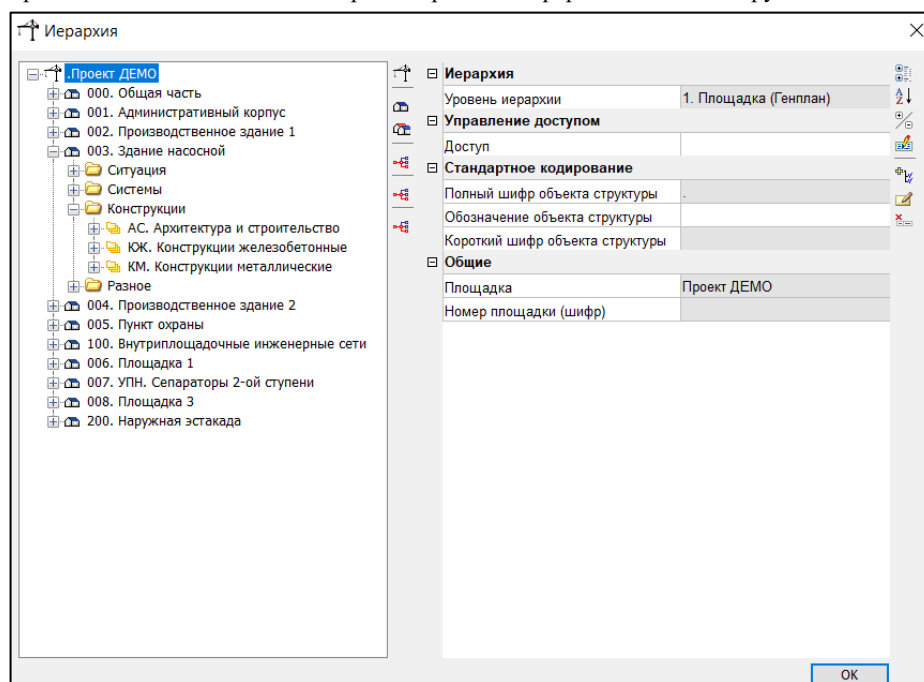 Иерархия
.Проект ДЕМО
000. Общая часть
001. Административный корпус
002. Производственное здание 1
003. Здание насосной
Ситуация
Системы
Конструкции
АС. Архитектура и строительство
КЖ. Конструкции железобетонные
КМ. Конструкции металлические
Разное
004. Производственное здание 2
005. Пункт охраны
100. Внутриплощадочные инженерные сети
006. Площадка 1
007. УПН. Сепараторы 2-ой ступени
008. Площадка 3
200. Наружная эстакада
Иерархия
Уровень иерархии 1. Площадка (Генплан)
Управление доступом
Доступ
Стандартное кодирование
Полный шифр объекта структуры .
Обозначение объекта структуры
Короткий шифр объекта структуры
Общие
Площадка Проект ДЕМО
Номер площадки (шифр)
ОК